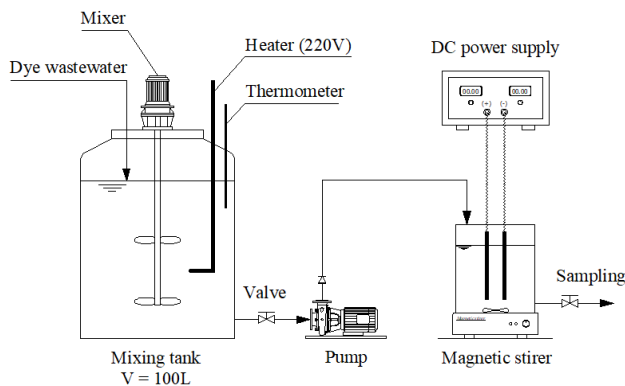 Mixer
Heater (220V)
DC power supply
Dye wastewater
Thermometer
00.00
00.00
(+)
(-)
Valve
Sampling
Mixing tank
V = 100L
Pump
Magnetic stirer